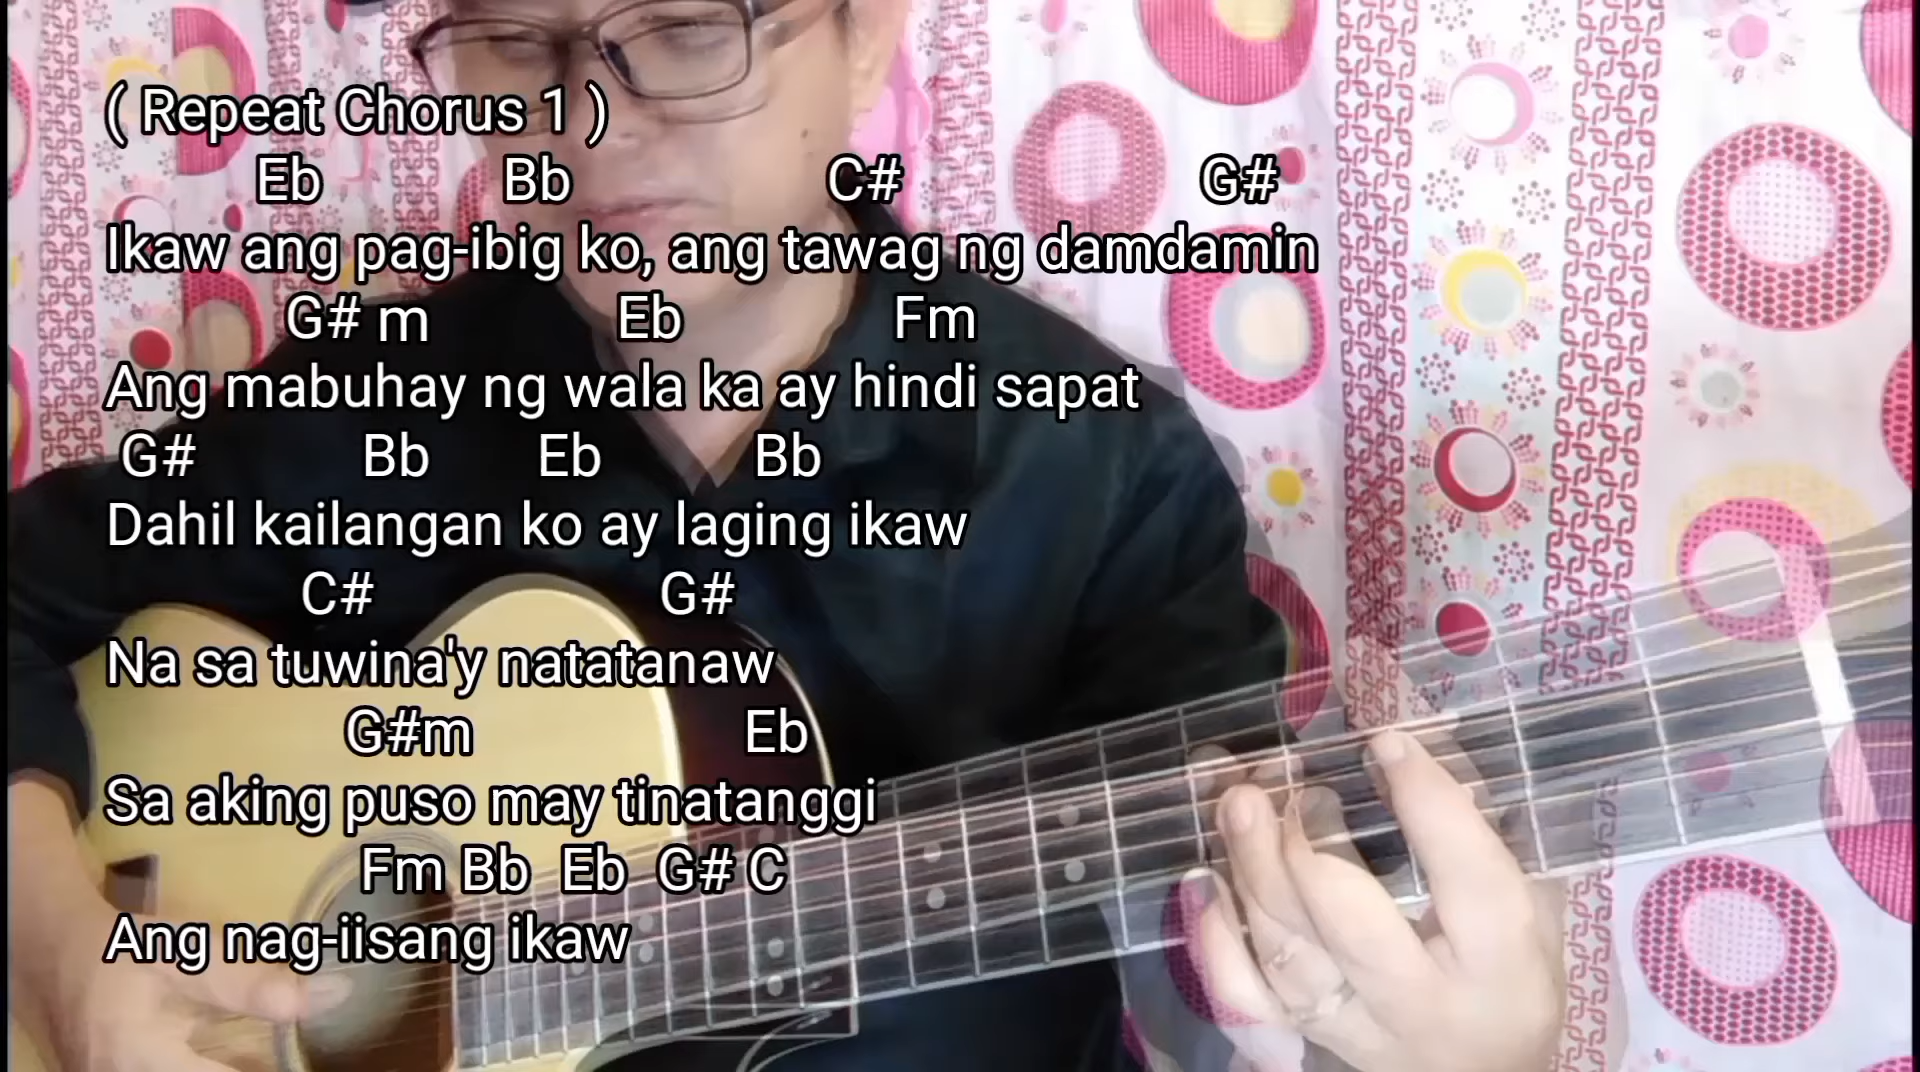 ( Repeat Chorus 1 )
Eb Bb C# G#
Ikaw ang pag-ibig ko, ang tawag ng damdamin
G# m Eb Fm
Ang mabuhay ng wala ka ay hindi sapat
G# Bb Eb Bb
Dahil kailangan ko ay laging ikaw
C# G#
Na sa tuwina'y natatanaw
G#m Eb
Sa aking puso may tinatanggi
Fm Bb Eb G# C
Ang nag-iisang ikaw